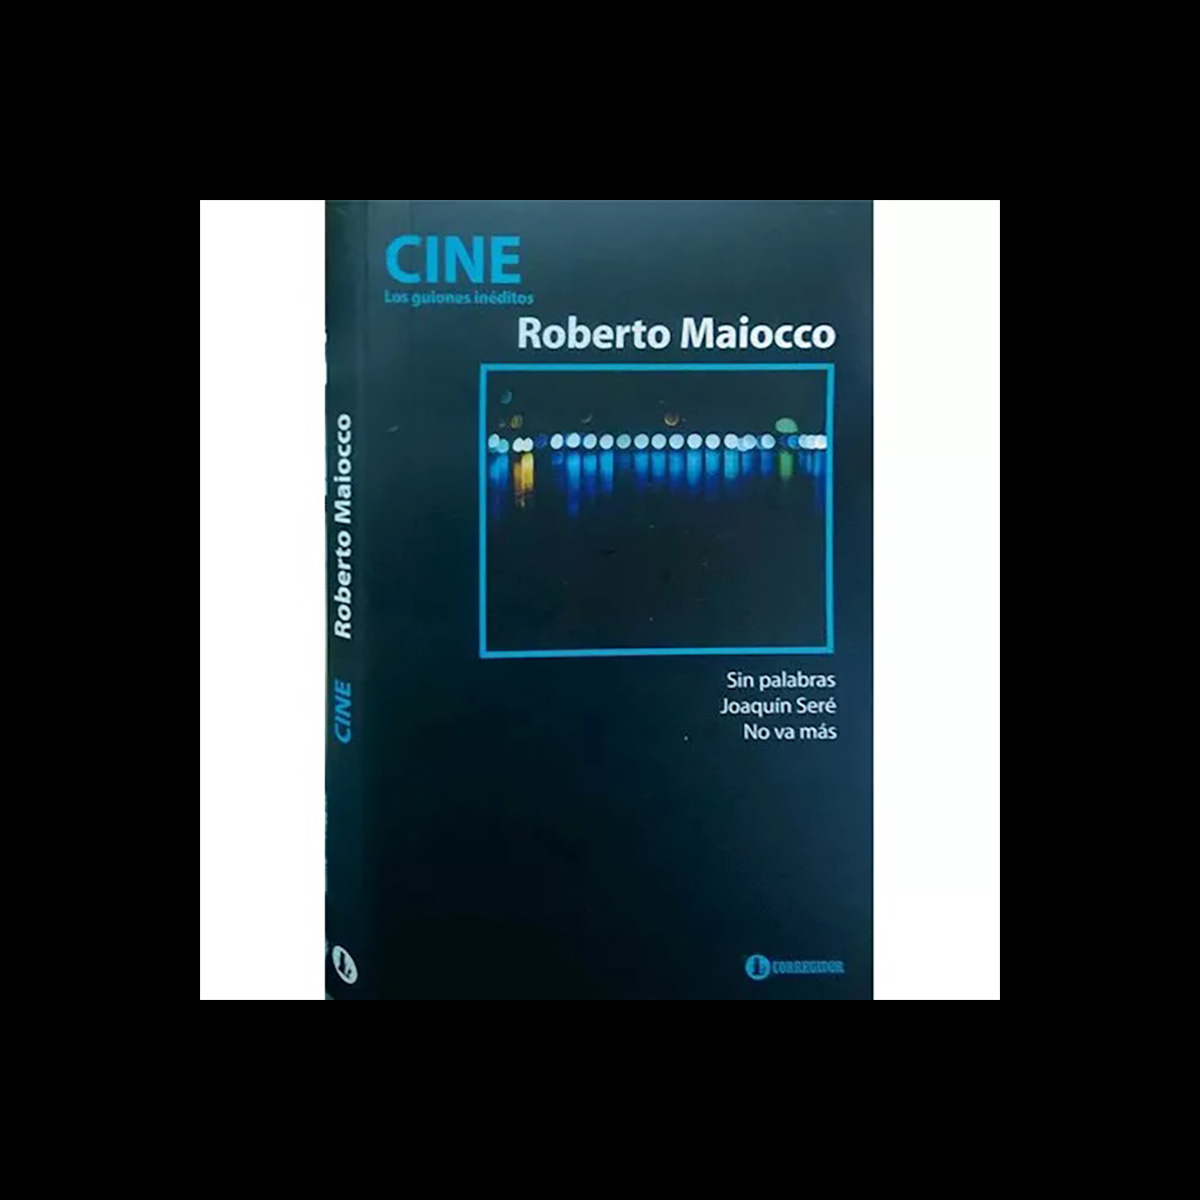 CINE
Los guiones inéditos
Roberto Maiocco
Sin palabras
Joaquín Seré
No va más
CORREGIDOR
CINE Roberto Maiocco